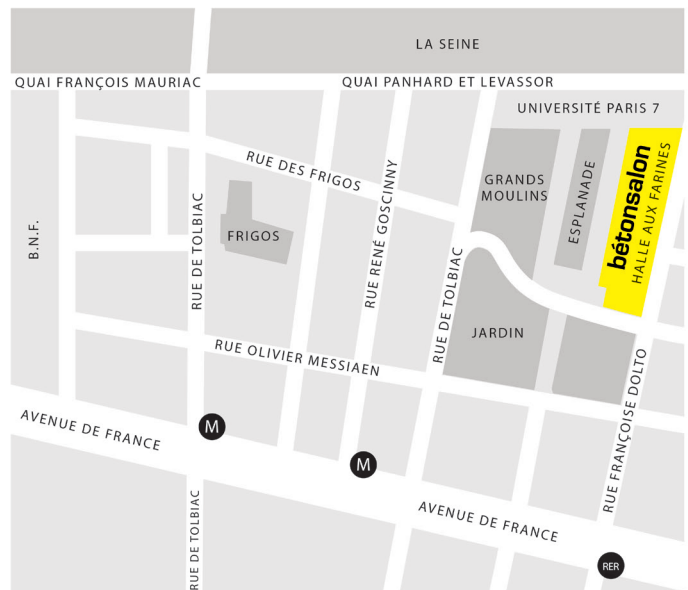 LA SEINE
QUAI FRANÇOIS MAURIAC
QUAI PANHARD ET LEVASSOR
UNIVERSITÉ PARIS 7
RUE DES FRIGOS
GRANDS
MOULINS
ESPLANADE
bétonsalon
HALLE AUX FARINES
B.N.F.
RUE DE TOLBIAC
FRIGOS
RUE RENÉ GOSCINNY
RUE DE TOLBIAC
JARDIN
RUE OLIVIER MESSIAEN
RUE FRANÇOISE DOLTO
AVENUE DE FRANCE
M
M
RUE DE TOLBIAC
AVENUE DE FRANCE
RER